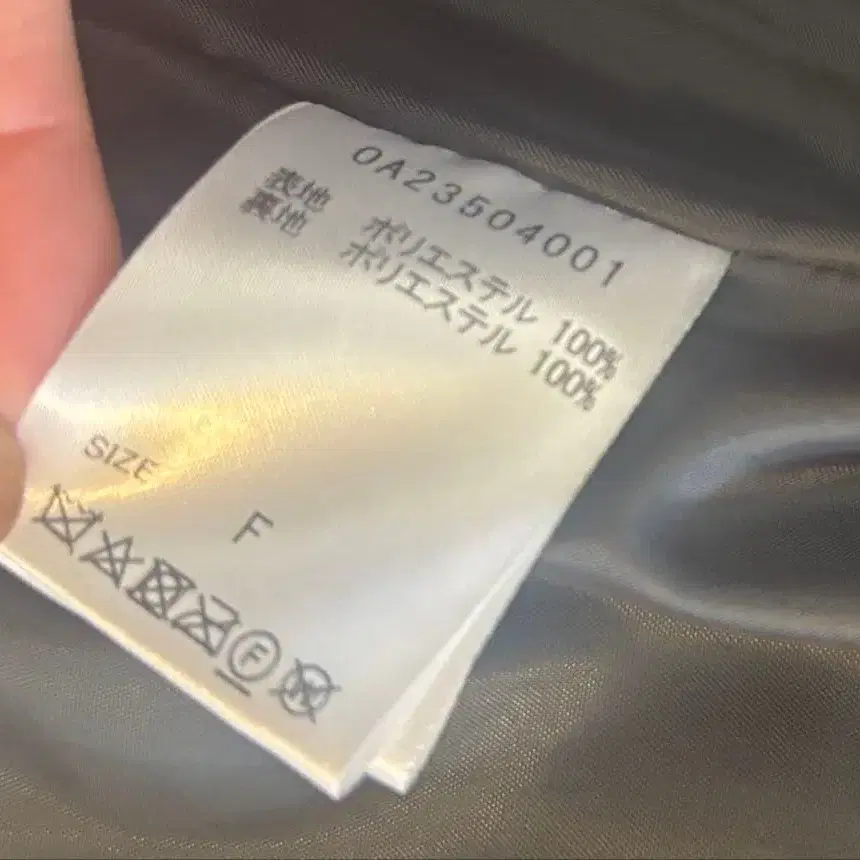 0A23504001
表地 ポリエステル 100%
裏地 ポリエステル 100%
SIZE
F
F
W